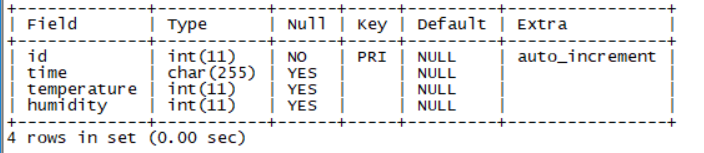 +-------------+-----------+------+-----+---------+----------------+
| Field       | Type      | Null | Key | Default | Extra          |
+-------------+-----------+------+-----+---------+----------------+
| id          | int(11)   | NO   | PRI | NULL    | auto_increment |
| time        | char(255) | YES  |     | NULL    |                |
| temperature | int(11)   | YES  |     | NULL    |                |
| humidity    | int(11)   | YES  |     | NULL    |                |
+-------------+-----------+------+-----+---------+----------------+
4 rows in set (0.00 sec)